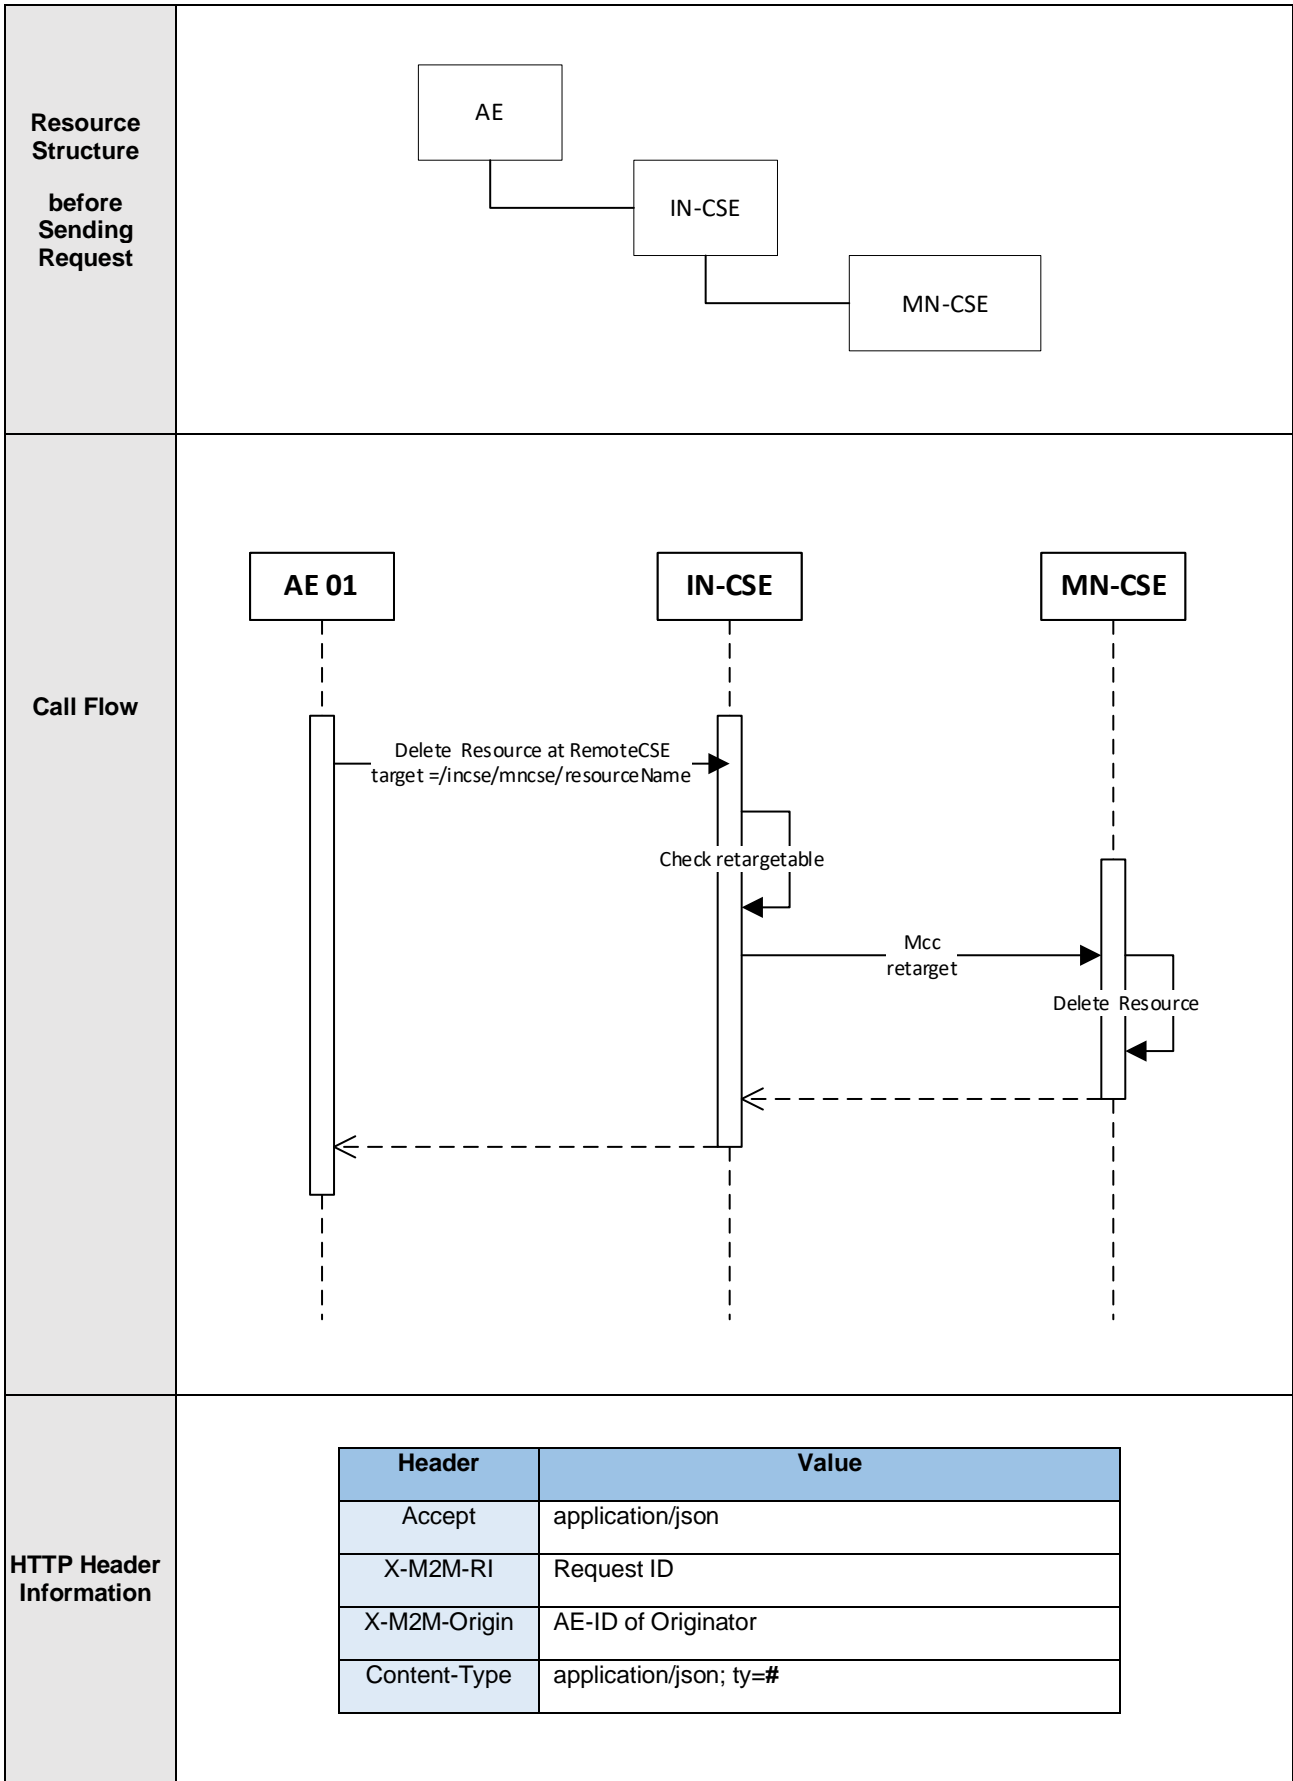 Resource
Structure
before
Sending
Request
AE
IN-CSE
MN-CSE
Call Flow
AE 01
IN-CSE
MN-CSE
Delete Resource at RemoteCSE
target =/incse/mncse/resourceName
Check retargetable
Mcc
retarget
Delete Resource
HTTP Header
Information
Header Value
Accept application/json
X-M2M-RI Request ID
X-M2M-Origin AE-ID of Originator
Content-Type application/json; ty=#